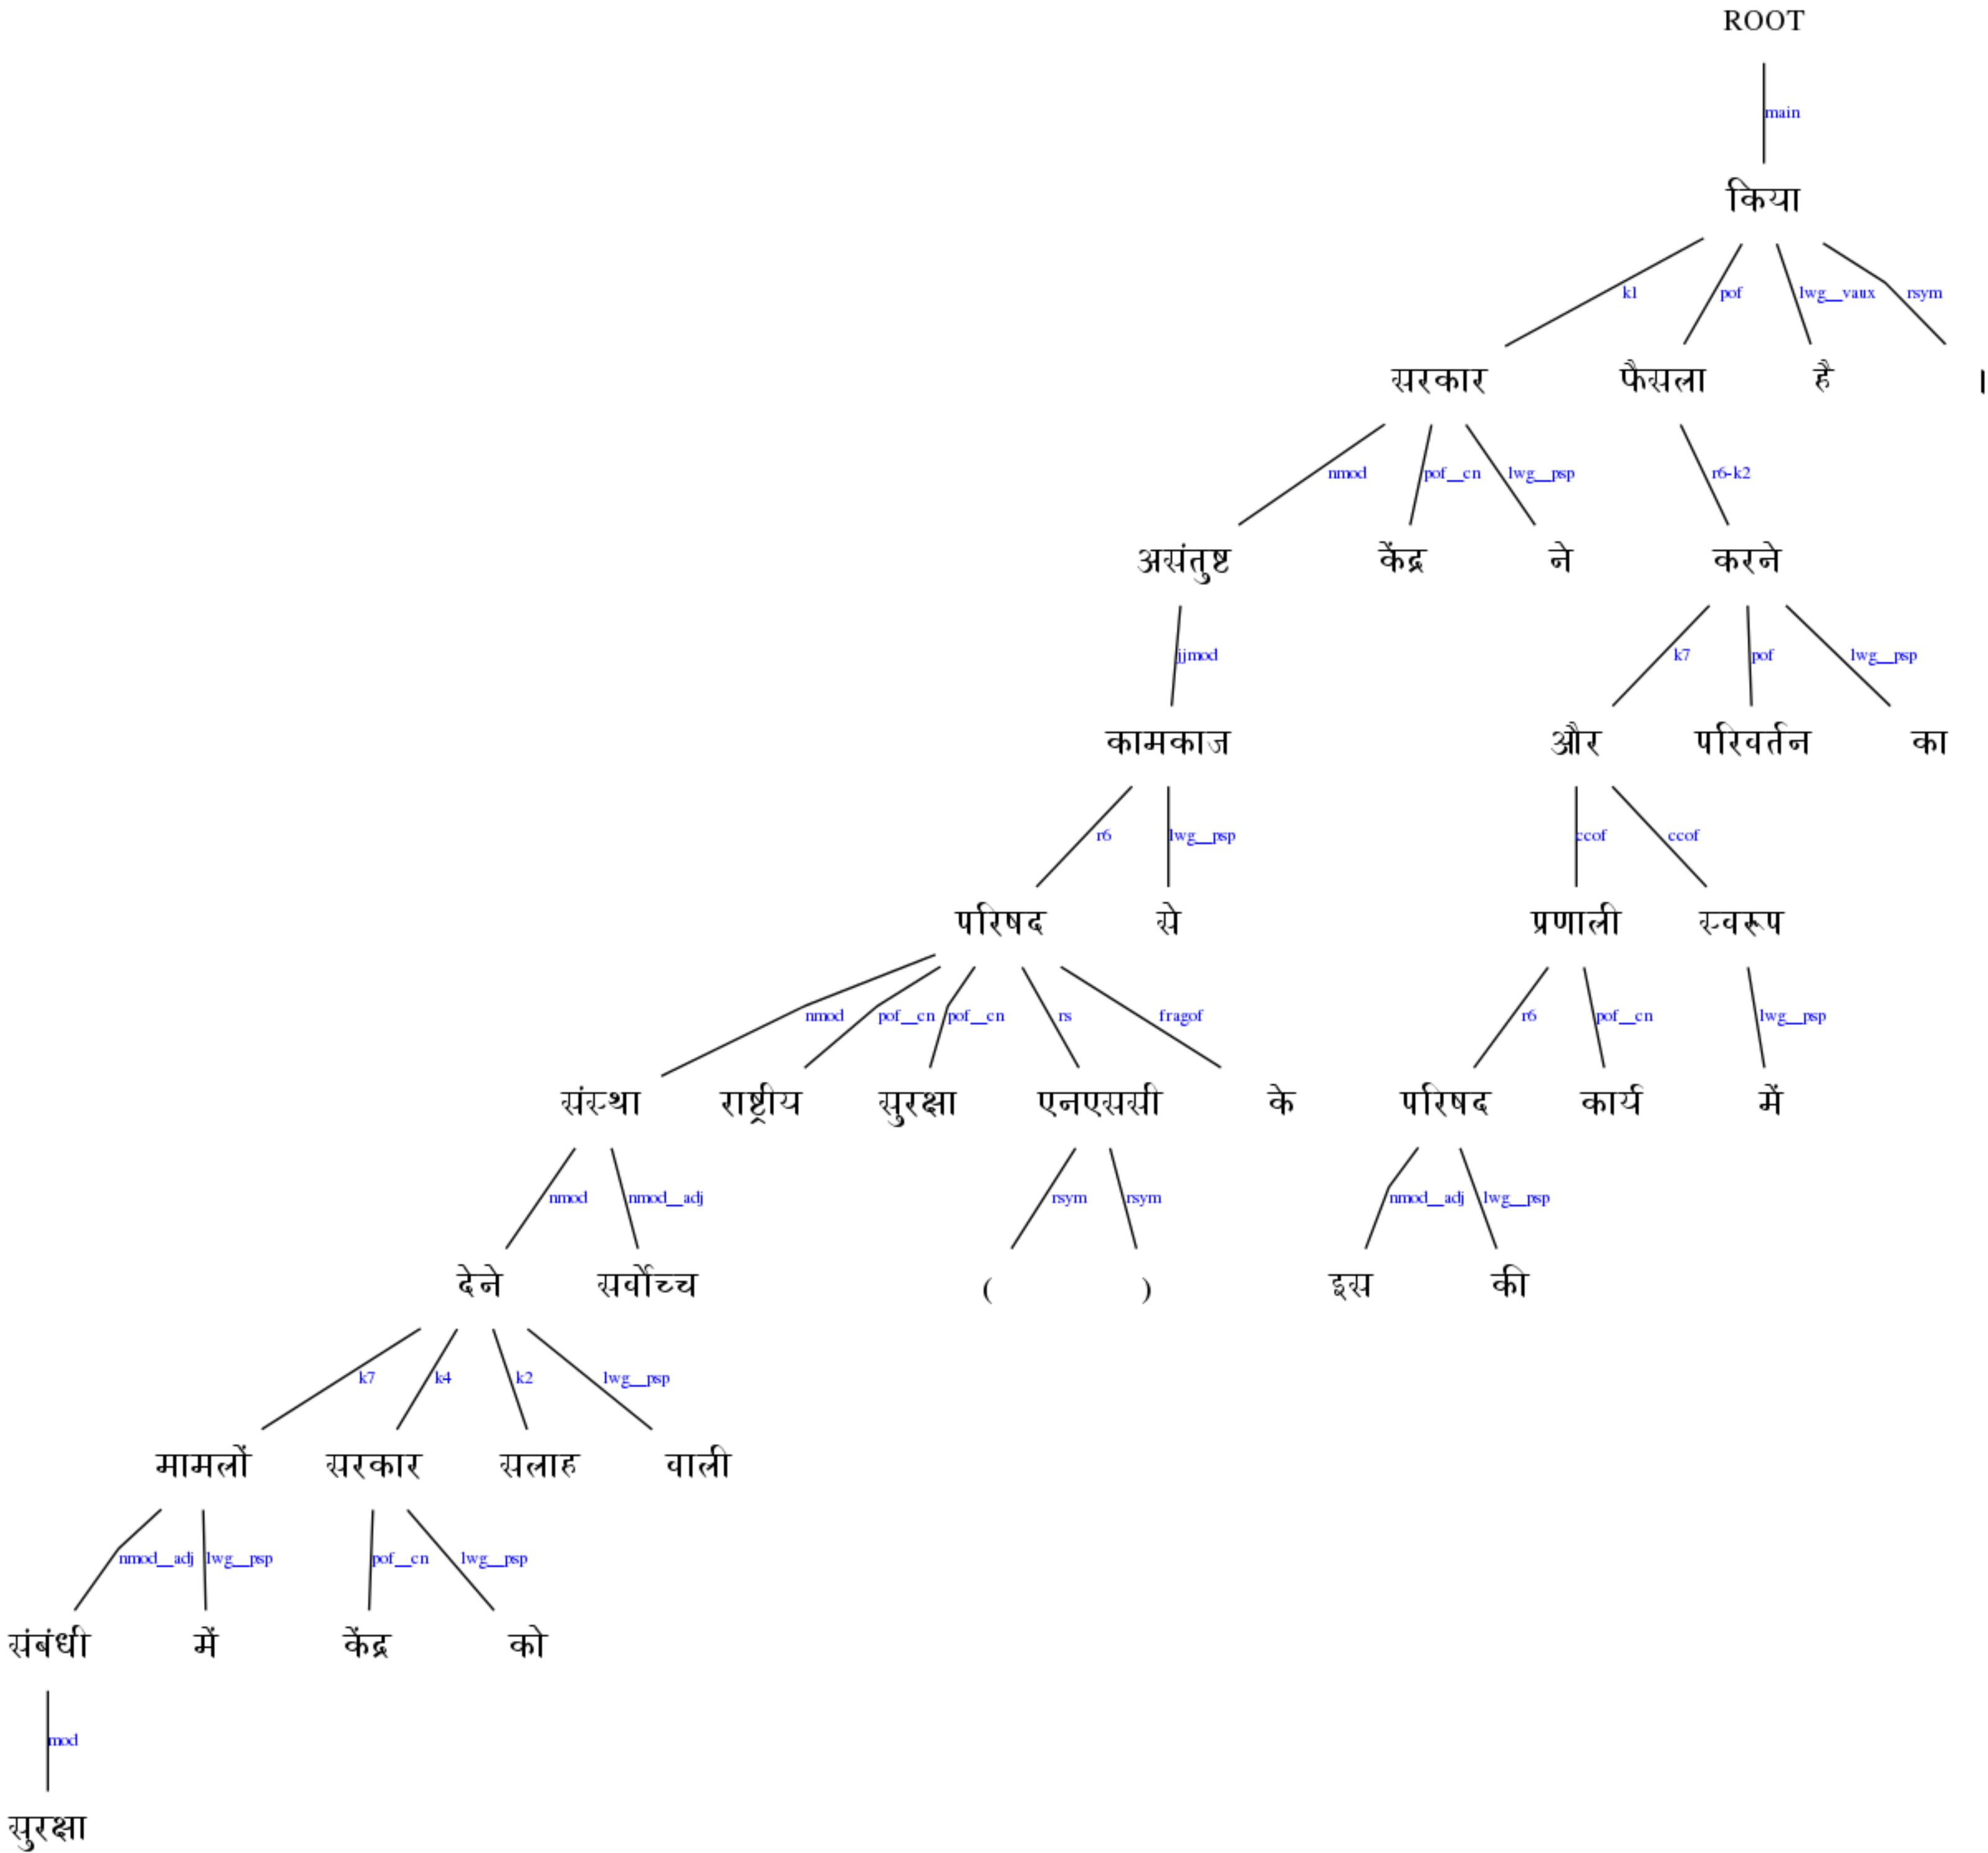 ROOT
main
किया
k1 pof lwg__vaux rsym
सरकार फैसला है ।
nmod pof__cn lwg__psp r6-k2
असंतुष्ट केंद्र ने करने
jjmod k7 pof lwg__psp
कामकाज और परिवर्तन का
r6 lwg__psp ccof ccof
परिषद से प्रणाली स्वरूप
nmod pof__cn pof__cn rs fragof r6 pof__cn lwg__psp
संस्था राष्ट्रीय सुरक्षा एनएससी के परिषद कार्य में
nmod nmod__adj rsym rsym nmod__adj lwg__psp
देने सर्वोच्च ( ) इस की
k7 k4 k2 lwg__psp
मामलों सरकार सलाह वाली
nmod__adj lwg__psp pof__cn lwg__psp
संबंधी में केंद्र को
mod
सुरक्षा